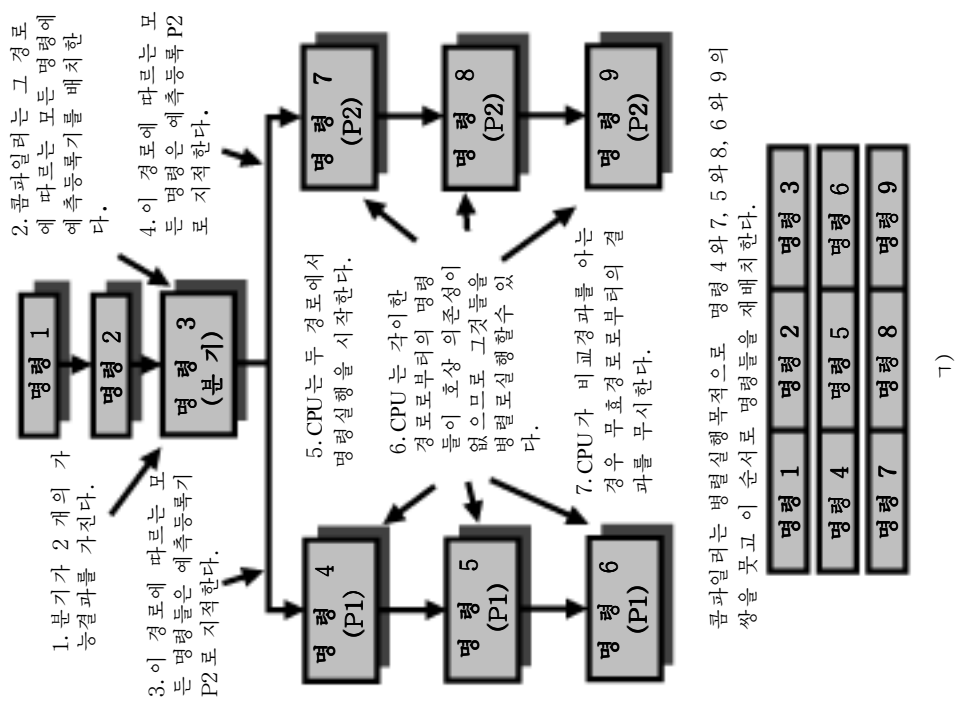 1. 분기가 2 개의 가
능결과를 가진다.
2. 콤파일러는 그 경로
에 따르는 모든 명령에
예측등록기를 배치한
다.
명령 1
명령 2
명 령 3
(분 기)
3. 이 경로에 따르는 모
든 명령들은 예측등록기
P2 로 지적한다.
4. 이 경로에 따르는 모
든 명령은 예측등록 P2
로 지적한다.
명 령 4
(P1)
명 령 5
(P1)
명 령 6
(P1)
5. CPU 는 두 경로에서
명령실행을 시작한다.
6. CPU 는 각이한
경로로부터의 명령
들이 호상 의존성이
없으므로 그것들을
병렬로실행할수 있
다.
7. CPU 가 비교경과를 아는
경우 무효경로로부터의 결
과를 무시한다.
명 령 7
(P2)
명 령 8
(P2)
명 령 9
(P2)
콤파일러는 병렬실행목적으로 명령 4 와 7, 5 와 8, 6 와 9 의
쌍을 뭇고 이 순서로 명령들을 재배치한다.
명령 1 명령 2 명령 3
명령 4 명령 5 명령 6
명령 7 명령 8 명령 9
ㄱ)